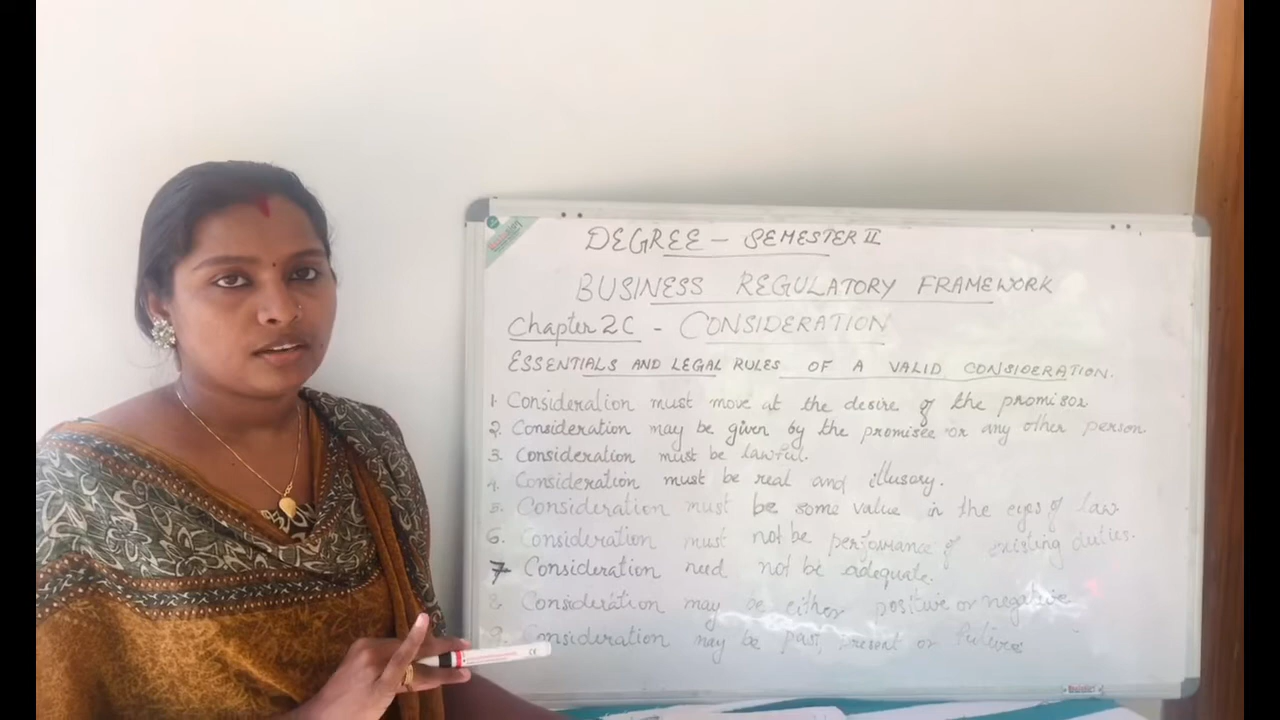 DEGREE - SEMESTER II
BUSINESS REGULATORY FRAMEWORK
Chapter 2C - CONSIDERATION
ESSENTIALS AND LEGAL RULES OF A VALID CONSIDERATION.
1. Consideration must move at the desire of the promisor
2. Consideration may be given by the promisee or any other person.
3. Consideration must be lawful.
4. Consideration must be real and illusory.
5. Consideration must be some value in the eyes of law.
6. Consideration must not be performance of existing duties.
7 Consideration need not be adequate.
8. Consideration may be either positive or negative
9. Consideration may be past, present or future